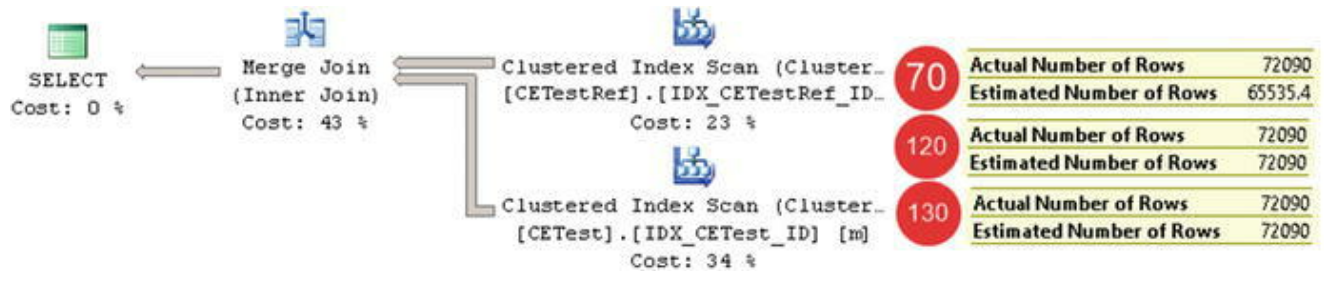 SELECT
Cost: 0 %
Merge Join
(Inner Join)
Cost: 43 %
Clustered Index Scan (Cluster…
[CETestRef].[IDX_CETestRef_ID…
Cost: 23 %
Clustered Index Scan (Cluster…
[CETest].[IDX_CETest_ID] [m]
Cost: 34 %
70
Actual Number of Rows 72090
Estimated Number of Rows 65535.4
120
Actual Number of Rows 72090
Estimated Number of Rows 72090
130
Actual Number of Rows 72090
Estimated Number of Rows 72090